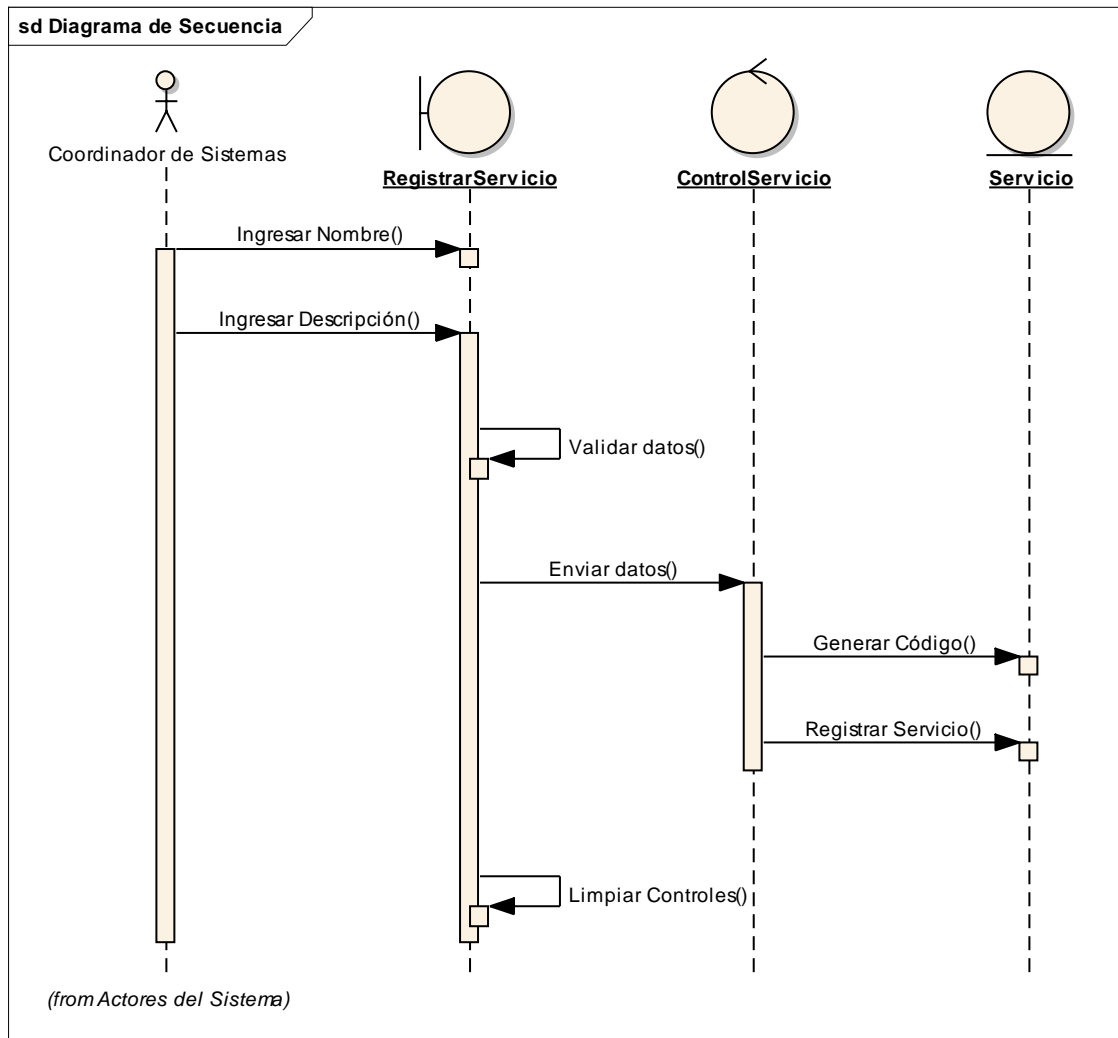 sd Diagrama de Secuencia
Coordinador de Sistemas
RegistrarServicio
ControlServicio
Servicio
Ingresar Nombre()
Ingresar Descripción()
Validar datos()
Enviar datos()
Generar Código()
Registrar Servicio()
Limpiar Controles()
(from Actores del Sistema)